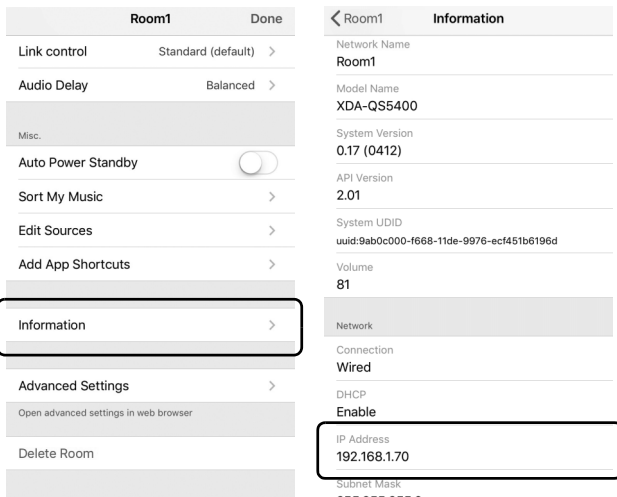 Room1 Done
Link control Standard (default)
Audio Delay Balanced
Misc.
Auto Power Standby
Sort My Music
Edit Sources
Add App Shortcuts
Information
Advanced Settings
Open advanced settings in web browser
Delete Room
Room1 Information
Network Name
Room1
Model Name
XDA-QS5400
System Version
0.17 (0412)
API Version
2.01
System UDID
uuid:9ab0c000-f668-11de-9976-ecf451b6196d
Volume
81
Network
Connection
Wired
DHCP
Enable
IP Address
192.168.1.70
Subnet Mask